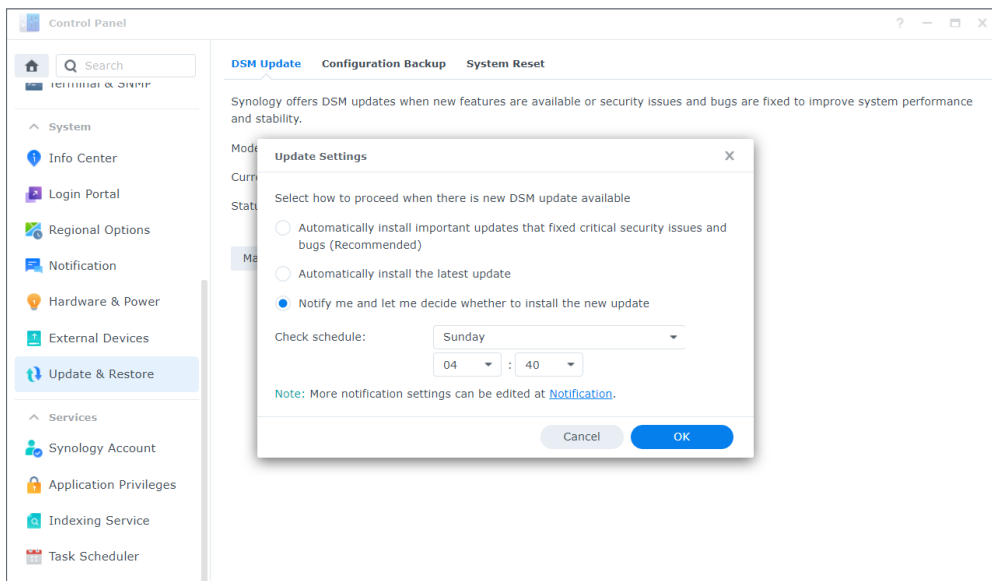 Control Panel
Search
Terminal & SNMP
System
Info Center
Login Portal
Regional Options
Notification
Hardware & Power
External Devices
Update & Restore
Services
Synology Account
Application Privileges
Indexing Service
Task Scheduler
DSM Update Configuration Backup System Reset
Synology offers DSM updates when new features are available or security issues and bugs are fixed to improve system performance
and stability.
Mode
Curr
Statu
Ma
Update Settings
Select how to proceed when there is new DSM update available
Automatically install important updates that fixed critical security issues and
bugs (Recommended)
Automatically install the latest update
Notify me and let me decide whether to install the new update
Check schedule: Sunday
04 : 40
Note: More notification settings can be edited at Notification.
Cancel OK